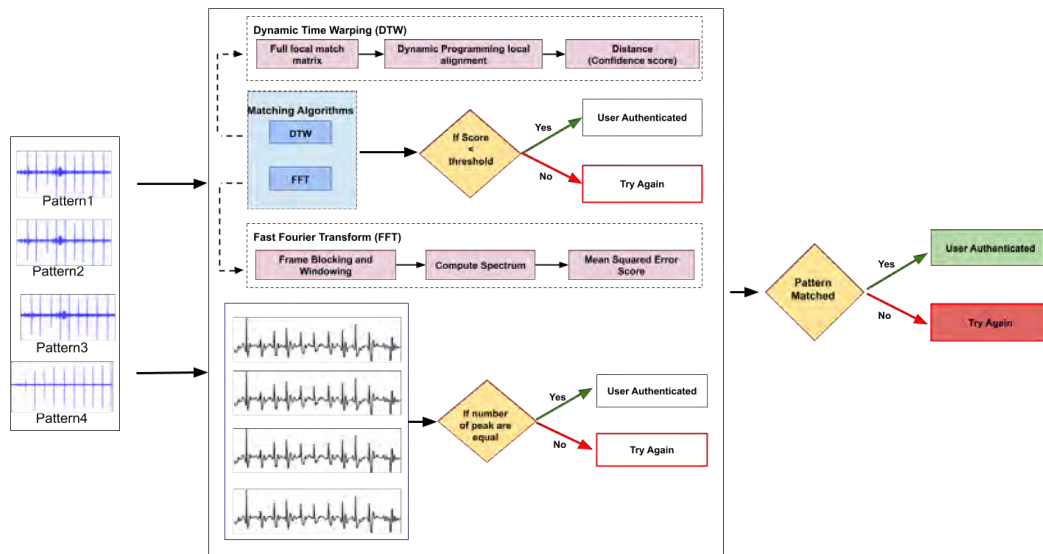 Pattern1
Pattern2
Pattern3
Pattern4
Dynamic Time Warping (DTW)
Full local match
matrix
Dynamic Programming local
alignment
Distance
(Confidence score)
Matching Algorithms
DTW
FFT
If Score
<
threshold
Yes
No
User Authenticated
Try Again
Fast Fourier Transform (FFT)
Frame Blocking and
Windowing
Compute Spectrum
Mean Squared Error
Score
If number
of peak are
equal
Yes
No
User Authenticated
Try Again
Pattern
Matched
Yes
No
User Authenticated
Try Again